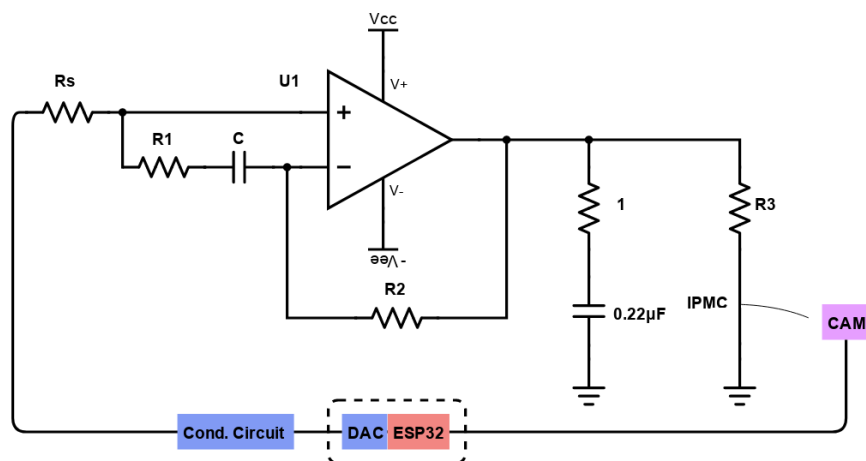 Vcc
Rs
U1
V+
+
R1
C
−
V-
1
R3
-Vee
R2
IPMC
0.22µF
CAM
Cond. Circuit
DAC
ESP32